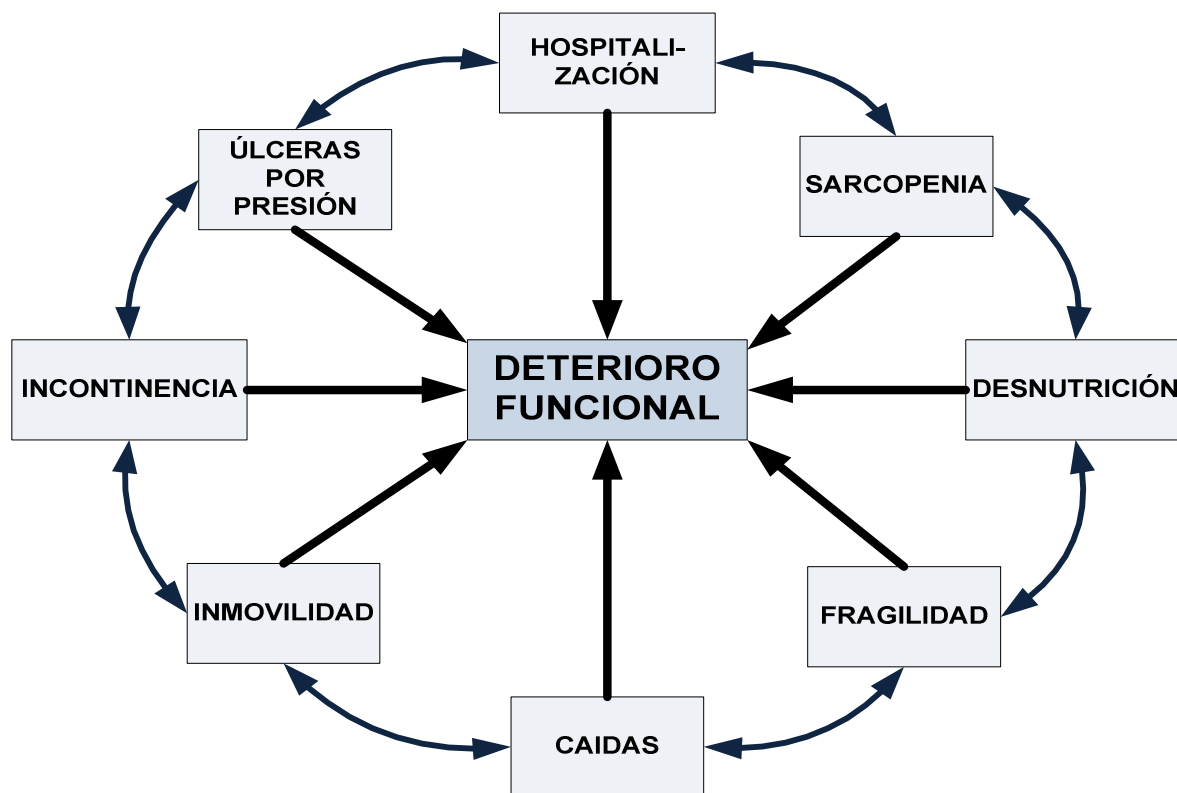 HOSPITALI-
ZACIÓN
ÚLCERAS
POR
PRESIÓN
SARCOPENIA
INCONTINENCIA
DETERIORO
FUNCIONAL
DESNUTRICIÓN
INMOVILIDAD
FRAGILIDAD
CAIDAS